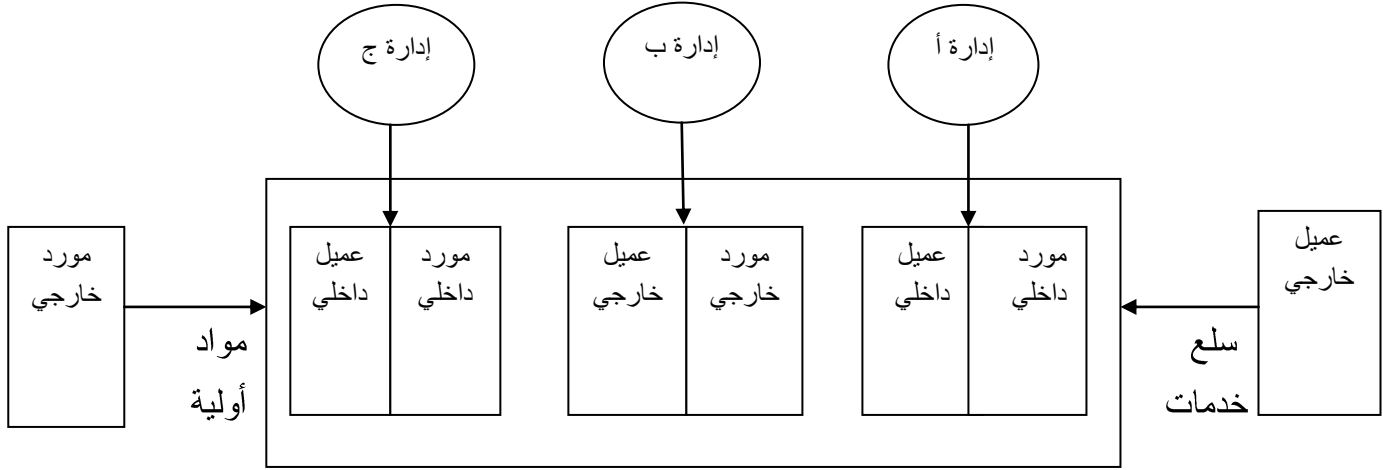 إدارة أ
إدارة ب
إدارة ج
عميل
خارجي
سلع
خدمات
مورد
داخلي
عميل
داخلي
مورد
خارجي
عميل
خارجي
مورد
داخلي
عميل
داخلي
مورد
خارجي
مواد
أولية